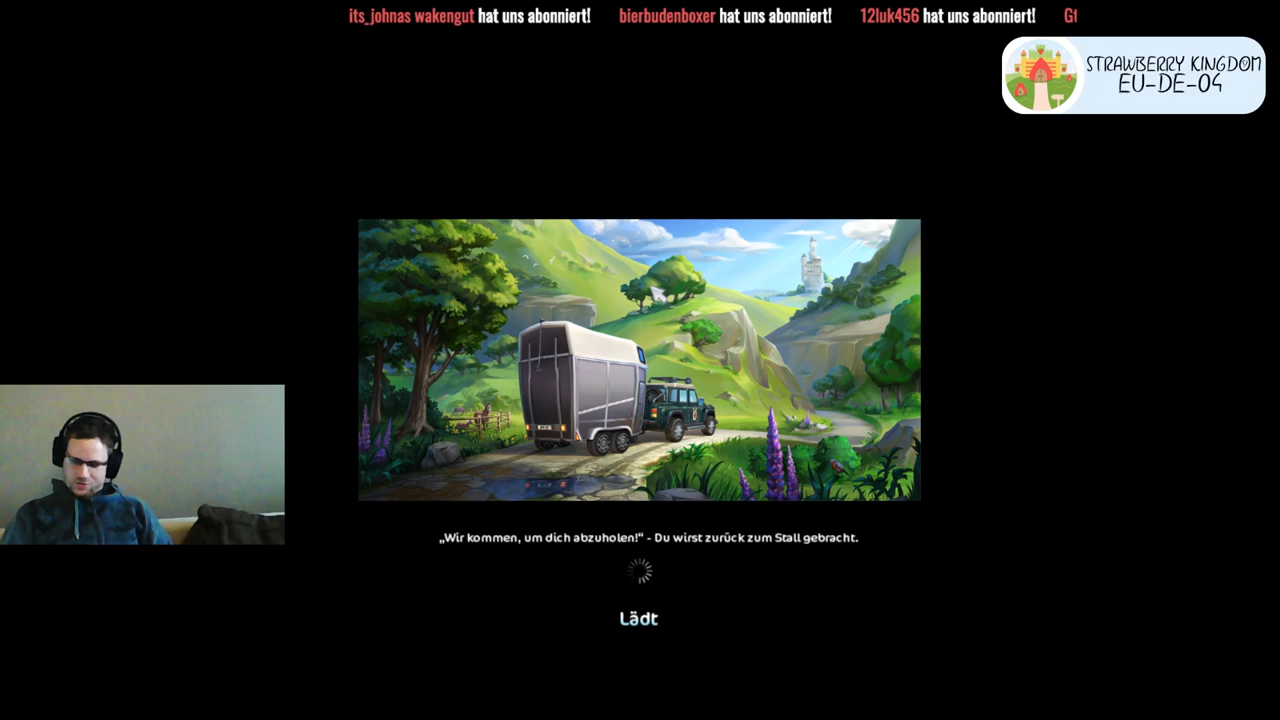 its_johnas wakengut hat uns abonniert! bierbudenboxer hat uns abonniert! 12luk456 hat uns abonniert!
STRAWBERRY KINGDOM
EU-DE-04
„Wir kommen, um dich abzuholen!“ - Du wirst zurück zum Stall gebracht.
Lädt